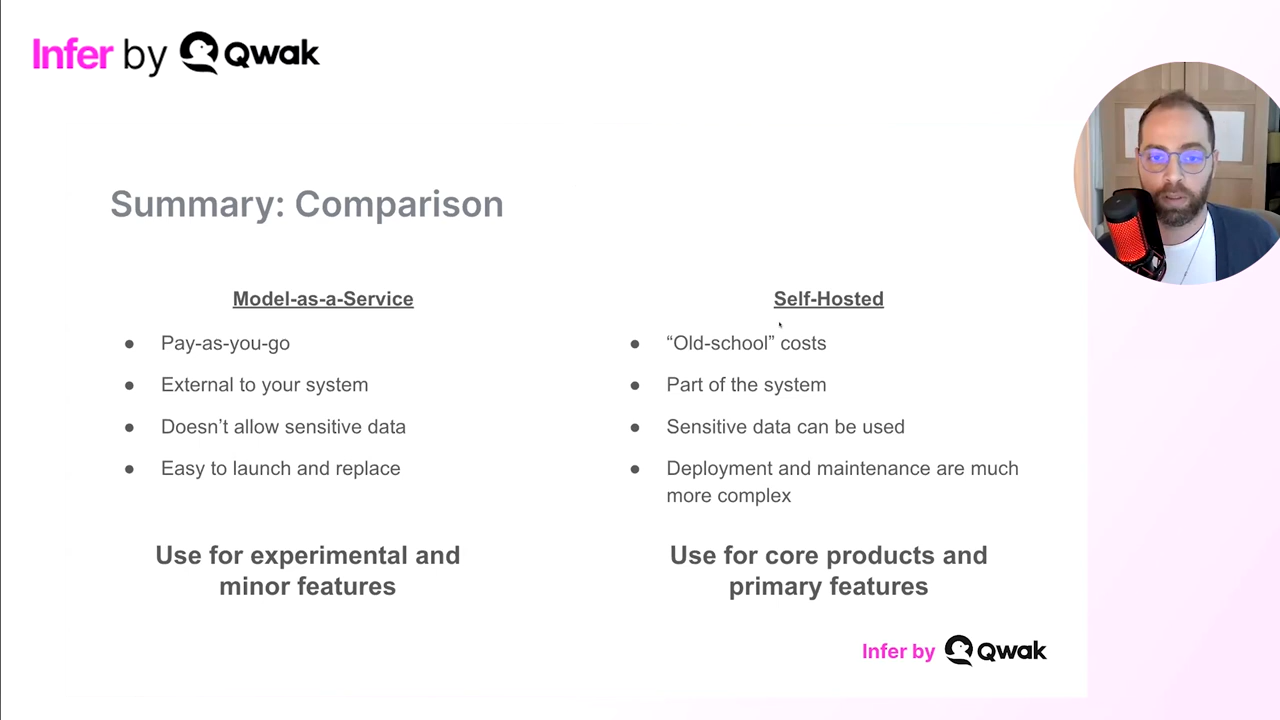 Infer by Qwak
Summary: Comparison
Model-as-a-Service
● Pay-as-you-go
● External to your system
● Doesn’t allow sensitive data
● Easy to launch and replace
Use for experimental and
minor features
Self-Hosted
● “Old-school” costs
● Part of the system
● Sensitive data can be used
● Deployment and maintenance are much
more complex
Use for core products and
primary features
Infer by Qwak